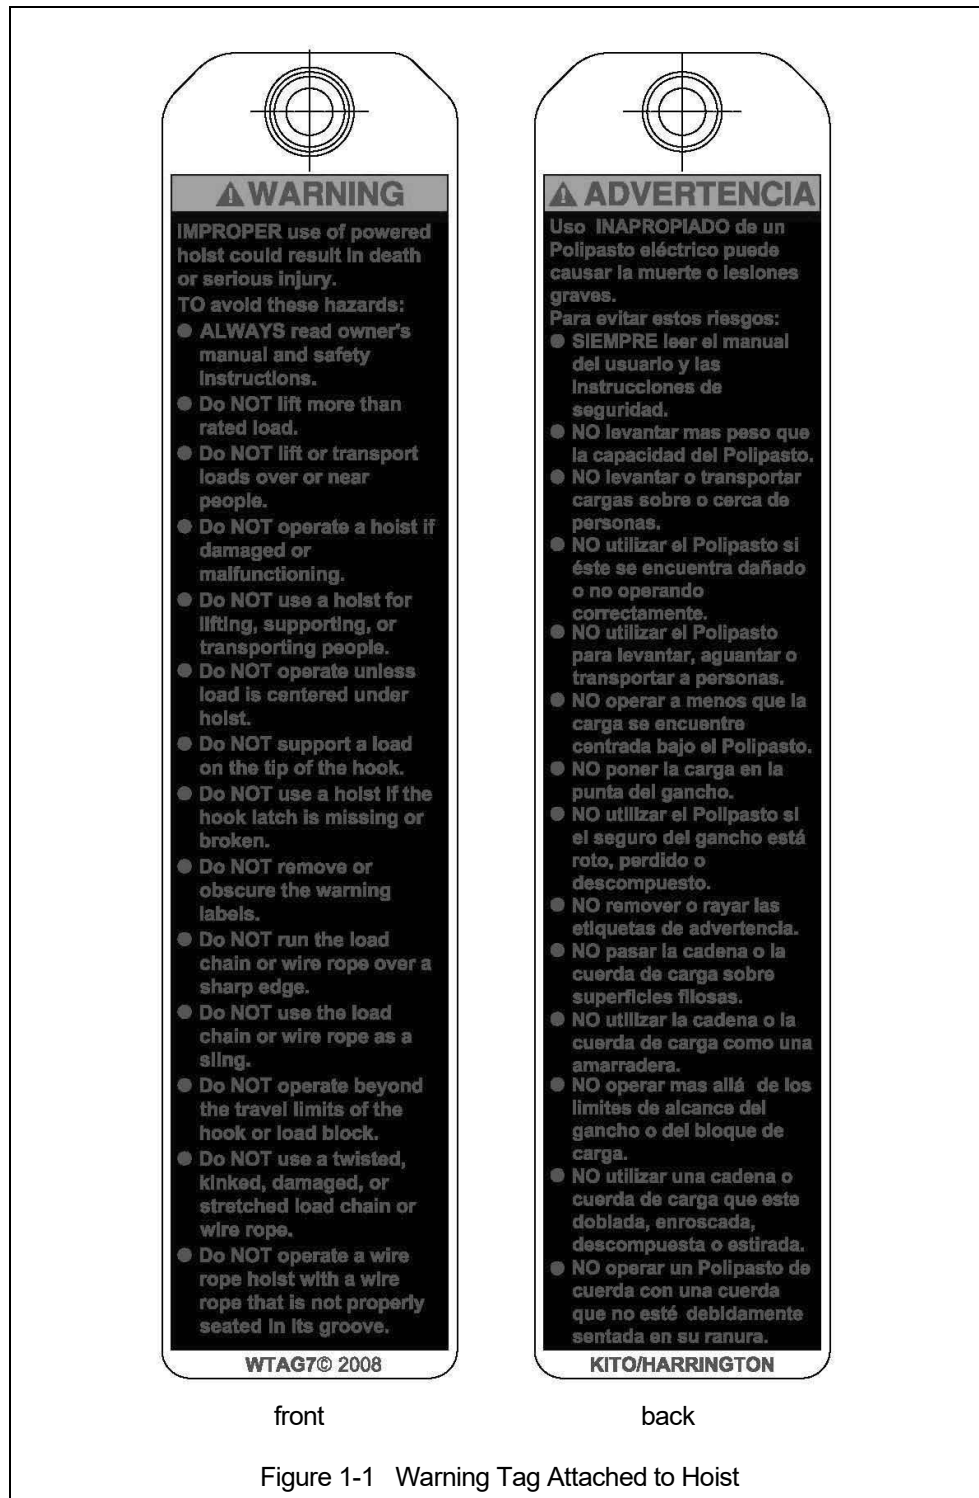 WARNING
IMPROPER use of powered
hoist could result in death
or serious injury.
TO avoid these hazards:
● ALWAYS read owner's
manual and safety
instructions.
● Do NOT lift more than
rated load.
● Do NOT lift or transport
loads over or near
people.
● Do NOT operate a hoist if
damaged or
malfunctioning.
● Do NOT use a hoist for
lifting, supporting, or
transporting people.
● Do NOT operate unless
load is centered under
hoist.
● Do NOT support a load
on the tip of the hook.
● Do NOT use a hoist if the
hook latch is missing or
broken.
● Do NOT remove or
obscure the warning
labels.
● Do NOT run the load
chain or wire rope over a
sharp edge.
● Do NOT use the load
chain or wire rope as a
sling.
● Do NOT operate beyond
the travel limits of the
hook or load block.
● Do NOT use a twisted,
kinked, damaged, or
stretched load chain or
wire rope.
● Do NOT operate a wire
rope hoist with a wire
rope that is not properly
seated in its groove.
WTAG7© 2008
front
ADVERTENCIA
Uso INAPROPIADO de un
Polipasto eléctrico puede
causar la muerte o lesiones
graves.
Para evitar estos riesgos:
● SIEMPRE leer el manual
del usuario y las
instrucciones de
seguridad.
● NO levantar mas peso que
la capacidad del Polipasto.
● NO levantar o transportar
cargas sobre o cerca de
personas.
● NO utilizar el Polipasto si
éste se encuentra dañado
o no operando
correctamente.
● NO utilizar el Polipasto
para levantar, aguantar o
transportar a personas.
● NO operar a menos que la
carga se encuentre
centrada bajo el Polipasto.
● NO poner la carga en la
punta del gancho.
● NO utilizar el Polipasto si
el seguro del gancho está
roto, perdido o
descompuesto.
● NO remover o rayar las
etiquetas de advertencia.
● NO pasar la cadena o la
cuerda de carga sobre
superficies filosas.
● NO utilizar la cadena o la
cuerda de carga como una
amarradera.
● NO operar mas allá de los
limites de alcance del
gancho o del bloque de
carga.
● NO utilizar una cadena o
cuerda de carga que este
doblada, enroscada,
descompuesta o estirada.
● NO operar un Polipasto de
cuerda con una cuerda
que no esté debidamente
sentada en su ranura.
KITO/HARRINGTON
back
Figure 1-1 Warning Tag Attached to Hoist